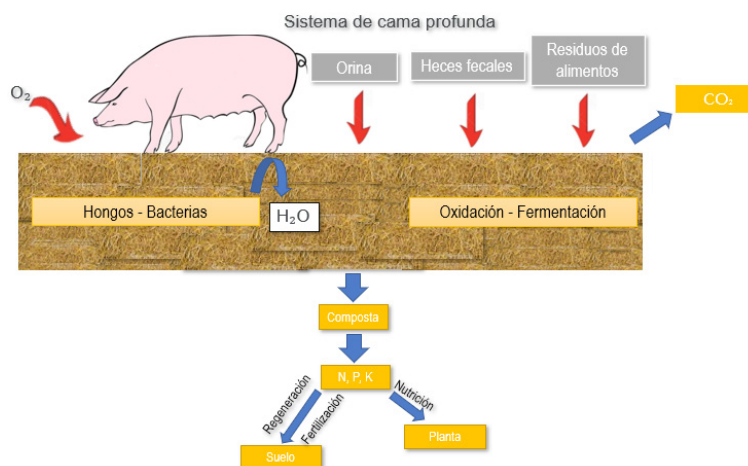 Sistema de cama profunda
O₂
Orina
Heces fecales
Residuos de
alimentos
CO₂
Hongos - Bacterias
H₂O
Oxidación - Fermentación
Composta
N, P, K
Regeneración
Fertilización
Nutrición
Suelo
Planta